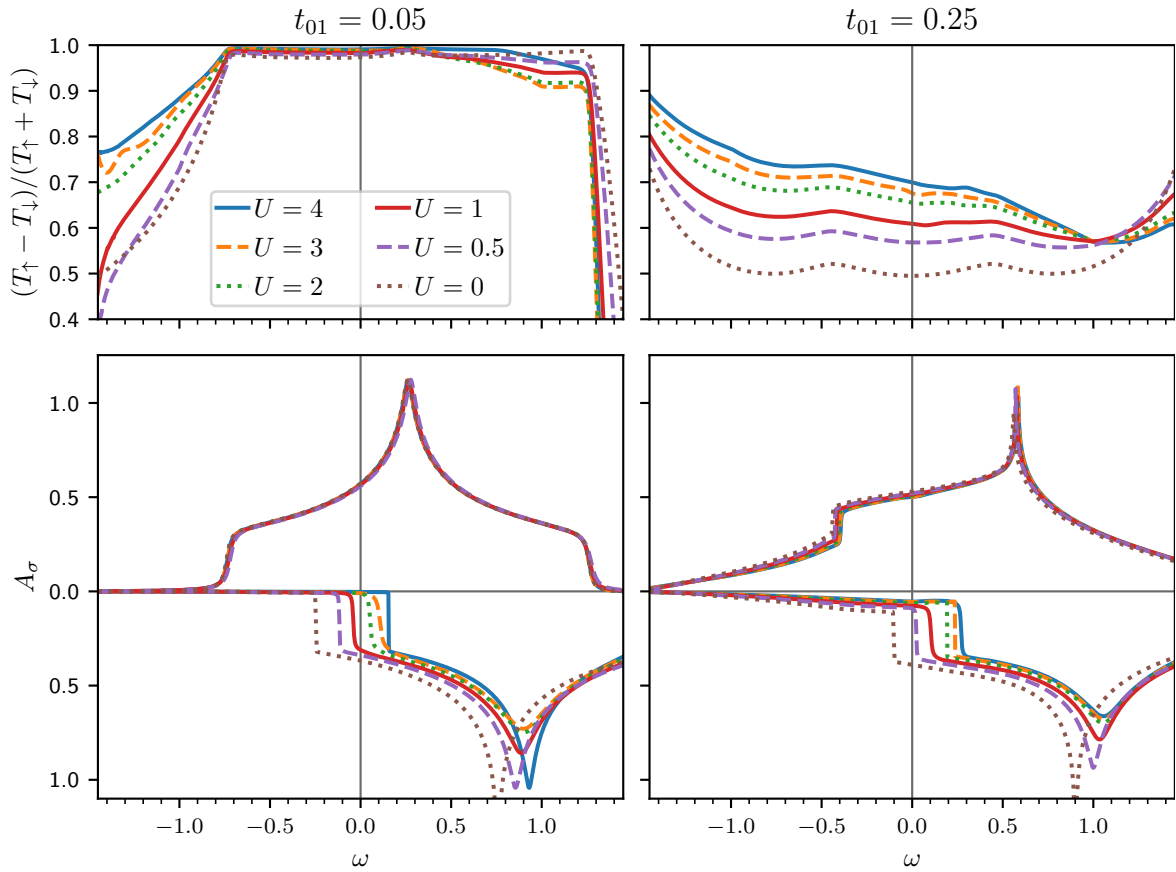 t₀₁ = 0.05
t₀₁ = 0.25
(T↑ − T↓)/(T↑ + T↓)
1.0
0.9
0.8
0.7
0.6
0.5
0.4
U = 4
U = 1
U = 3
U = 0.5
U = 2
U = 0
A_σ
1.0
0.5
0.0
0.5
1.0
−1.0
−0.5
0.0
0.5
1.0
−1.0
−0.5
0.0
0.5
1.0
ω
ω